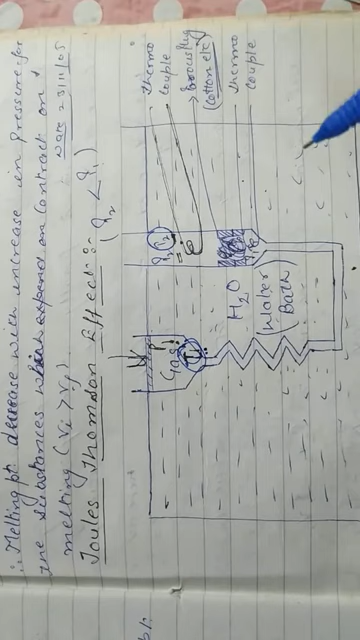 ∴ Melting pt. decrease with increase in pressure for
the substances which expand on contract on
melting (Vi > Vf)
Date - 23/11/05
Joules Thomson Effect :-
(P2 < P1)
thermo
couple
Porous plug
(cotton etc)
thermo
couple
P2
Gas
P1
H2O
(Water
Bath)